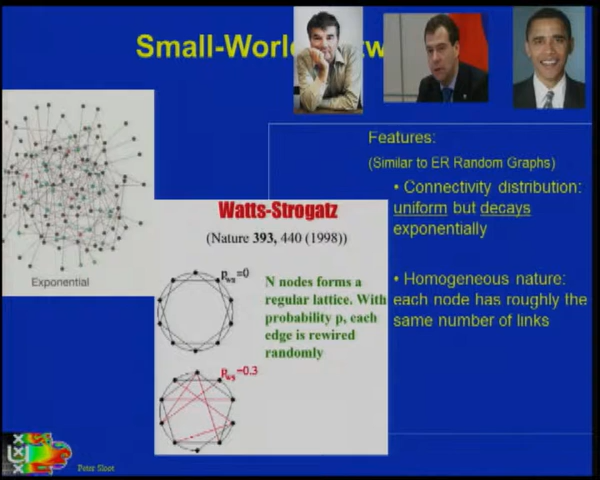 Small-World
Features:
(Similar to ER Random Graphs)
• Connectivity distribution:
uniform but decays
exponentially
• Homogeneous nature:
each node has roughly the
same number of links
Exponential
Watts-Strogatz
(Nature 393, 440 (1998))
pws=0
N nodes forms a
regular lattice. With
probability p, each
edge is rewired
randomly
pws=0.3
Peter Sloot